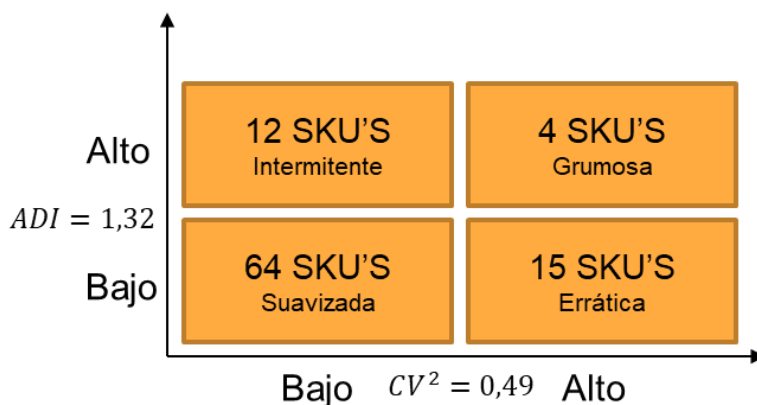 Alto
12 SKU'S
Intermitente
4 SKU'S
Grumosa
ADI = 1,32
Bajo
64 SKU'S
Suavizada
15 SKU'S
Errática
Bajo
CV² = 0,49
Alto